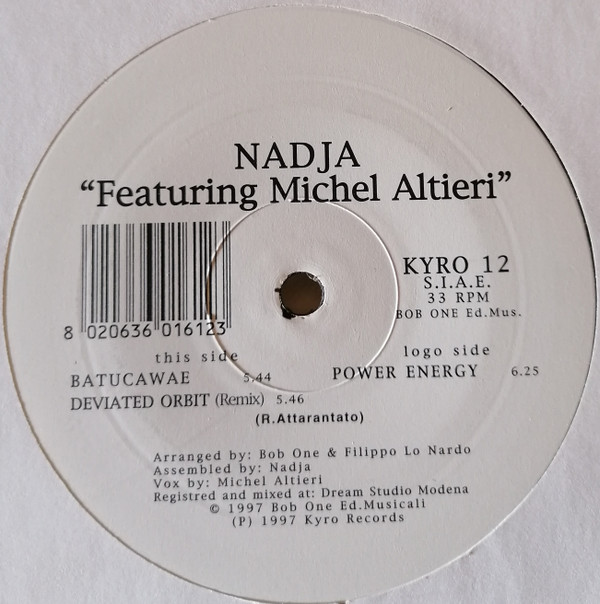 NADJA
“Featuring Michel Altieri”
KYRO 12
S.I.A.E.
33 RPM
BOB ONE Ed.Mus.
8 020636 016123
this side
BATUCAWAE 5.44
DEVIATED ORBIT (Remix) 5.46
logo side
POWER ENERGY 6.25
(R.Attarantato)
Arranged by: Bob One & Filippo Lo Nardo
Assembled by: Nadja
Vox by: Michel Altieri
Registred and mixed at: Dream Studio Modena
© 1997 Bob One Ed.Musicali
(P) 1997 Kyro Records